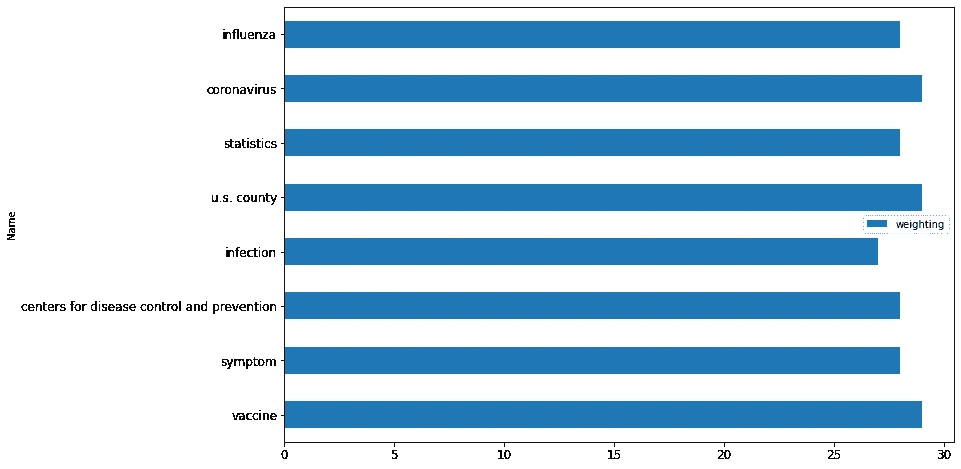 influenza
coronavirus
statistics
u.s. county
Name
weighting
infection
centers for disease control and prevention
symptom
vaccine
0 5 10 15 20 25 30